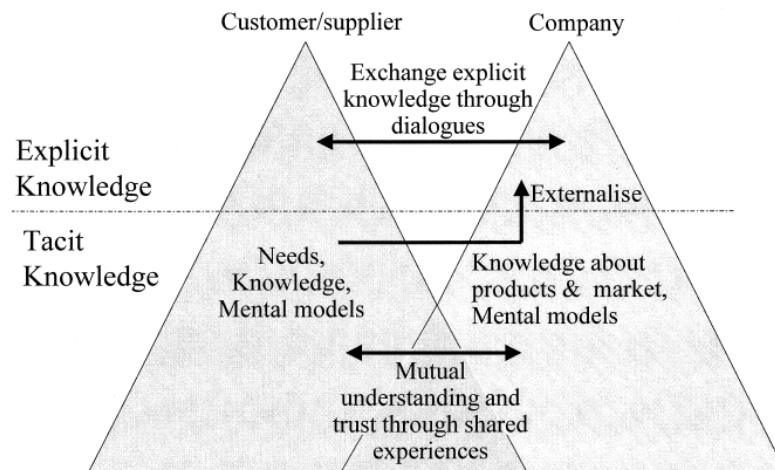 Customer/supplier
Company
Exchange explicit
knowledge through
dialogues
Explicit
Knowledge
Externalise
Tacit
Knowledge
Needs,
Knowledge,
Mental models
Knowledge about
products & market,
Mental models
Mutual
understanding and
trust through shared
experiences